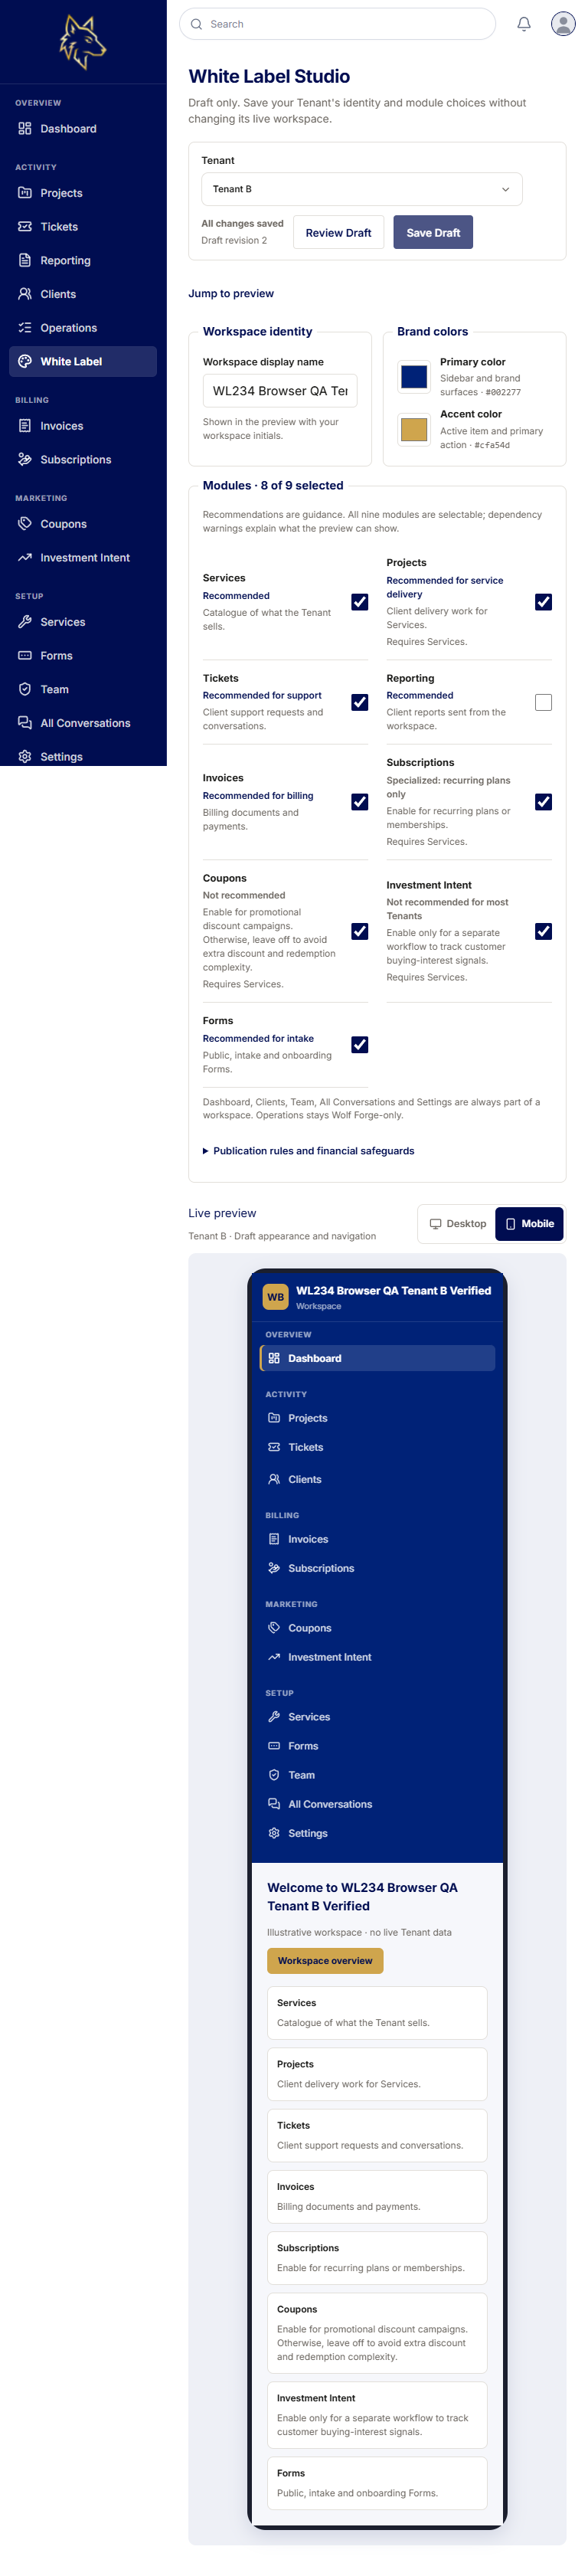 OVERVIEW
Dashboard
ACTIVITY
Projects
Tickets
Reporting
Clients
Operations
White Label
BILLING
Invoices
Subscriptions
MARKETING
Coupons
Investment Intent
SETUP
Services
Forms
Team
All Conversations
Settings
Search
White Label Studio
Draft only. Save your Tenant's identity and module choices without
changing its live workspace.
Tenant
Tenant B
All changes saved
Draft revision 2
Review Draft
Save Draft
Jump to preview
Workspace identity
Workspace display name
WL234 Browser QA Ter
Shown in the preview with your
workspace initials.
Brand colors
Primary color
Sidebar and brand
surfaces · #002277
Accent color
Active item and primary
action · #cfa54d
Modules · 8 of 9 selected
Recommendations are guidance. All nine modules are selectable; dependency
warnings explain what the preview can show.
Services
Recommended
Catalogue of what the Tenant
sells.
Projects
Recommended for service
delivery
Client delivery work for
Services.
Requires Services.
Tickets
Recommended for support
Client support requests and
conversations.
Reporting
Recommended
Client reports sent from the
workspace.
Invoices
Recommended for billing
Billing documents and
payments.
Subscriptions
Specialized: recurring plans
only
Enable for recurring plans or
memberships.
Requires Services.
Coupons
Not recommended
Enable for promotional
discount campaigns.
Otherwise, leave off to avoid
extra discount and redemption
complexity.
Requires Services.
Investment Intent
Not recommended for most
Tenants
Enable only for a separate
workflow to track customer
buying-interest signals.
Requires Services.
Forms
Recommended for intake
Public, intake and onboarding
Forms.
Dashboard, Clients, Team, All Conversations and Settings are always part of a
workspace. Operations stays Wolf Forge-only.
Publication rules and financial safeguards
Live preview
Tenant B · Draft appearance and navigation
Desktop
Mobile
WB
WL234 Browser QA Tenant B Verified
Workspace
OVERVIEW
Dashboard
ACTIVITY
Projects
Tickets
Clients
BILLING
Invoices
Subscriptions
MARKETING
Coupons
Investment Intent
SETUP
Services
Forms
Team
All Conversations
Settings
Welcome to WL234 Browser QA
Tenant B Verified
Illustrative workspace · no live Tenant data
Workspace overview
Services
Catalogue of what the Tenant sells.
Projects
Client delivery work for Services.
Tickets
Client support requests and conversations.
Invoices
Billing documents and payments.
Subscriptions
Enable for recurring plans or memberships.
Coupons
Enable for promotional discount campaigns.
Otherwise, leave off to avoid extra discount
and redemption complexity.
Investment Intent
Enable only for a separate workflow to track
customer buying-interest signals.
Forms
Public, intake and onboarding Forms.